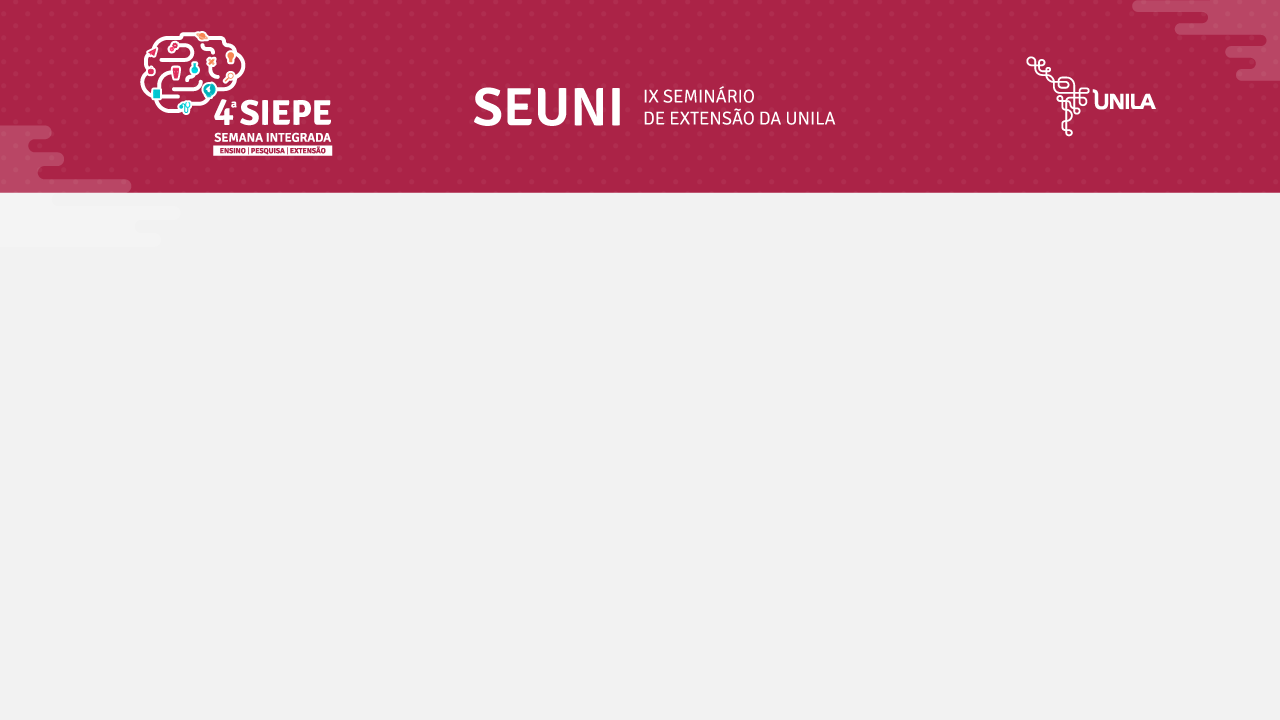 4ª SIEPE
SEMANA INTEGRADA
ENSINO | PESQUISA | EXTENSÃO
SEUNI
IX SEMINÁRIO
DE EXTENSÃO DA UNILA
UNILA